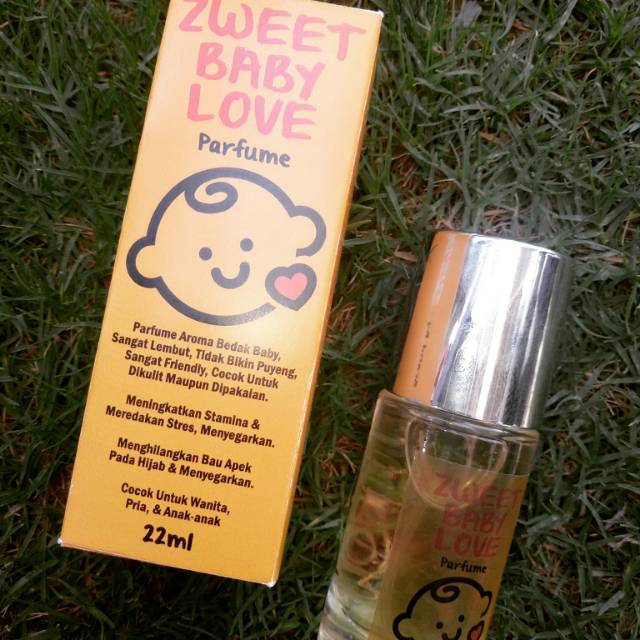 ZWEET
BABY
LOVE
Parfume
Parfume Aroma Bedak Baby,
Sangat Lembut, Tidak Bikin Puyeng,
Sangat Friendly, Cocok Untuk
Dikulit Maupun Dipakaian.
Meningkatkan Stamina &
Meredakan Stres, Menyegarkan.
Menghilangkan Bau Apek
Pada Hijab & Menyegarkan.
Cocok Untuk Wanita,
Pria, & Anak-anak
22ml
ZWEET
BABY
LOVE
Parfume